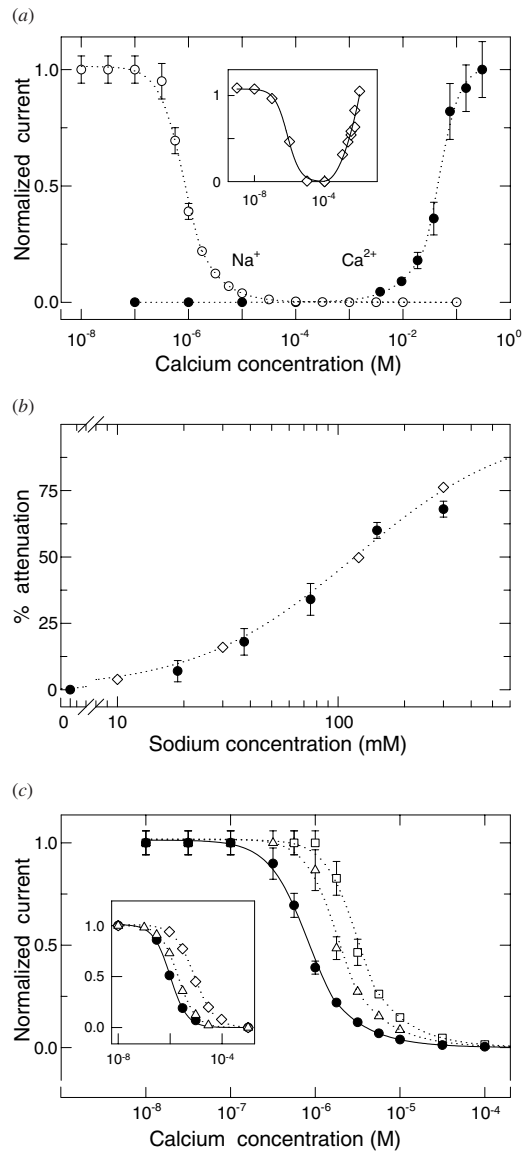 (a)
Normalized current
1.0
0.5
0.0
1
0
10⁻⁸
10⁻⁴
Na⁺
Ca²⁺
10⁻⁸
10⁻⁶
10⁻⁴
10⁻²
10⁰
Calcium concentration (M)
(b)
% attenuation
75
50
25
0
0
10
100
Sodium concentration (mM)
(c)
Normalized current
1.0
0.5
0.0
1.0
0.5
0.0
10⁻⁸
10⁻⁴
10⁻⁸
10⁻⁷
10⁻⁶
10⁻⁵
10⁻⁴
Calcium concentration (M)